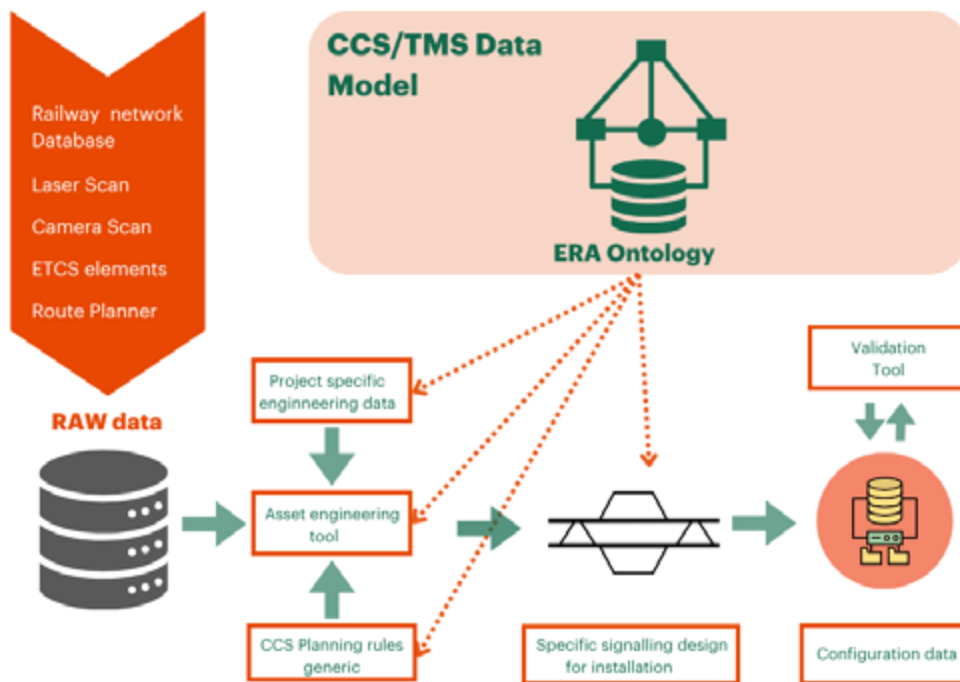 CCS/TMS Data
Model
Railway network
Database
Laser Scan
Camera Scan
ETCS elements
Route Planner
ERA Ontology
Validation
Tool
Project specific
enginneering data
RAW data
Asset engineering
tool
CCS Planning rules
generic
Specific signalling design
for installation
Configuration data